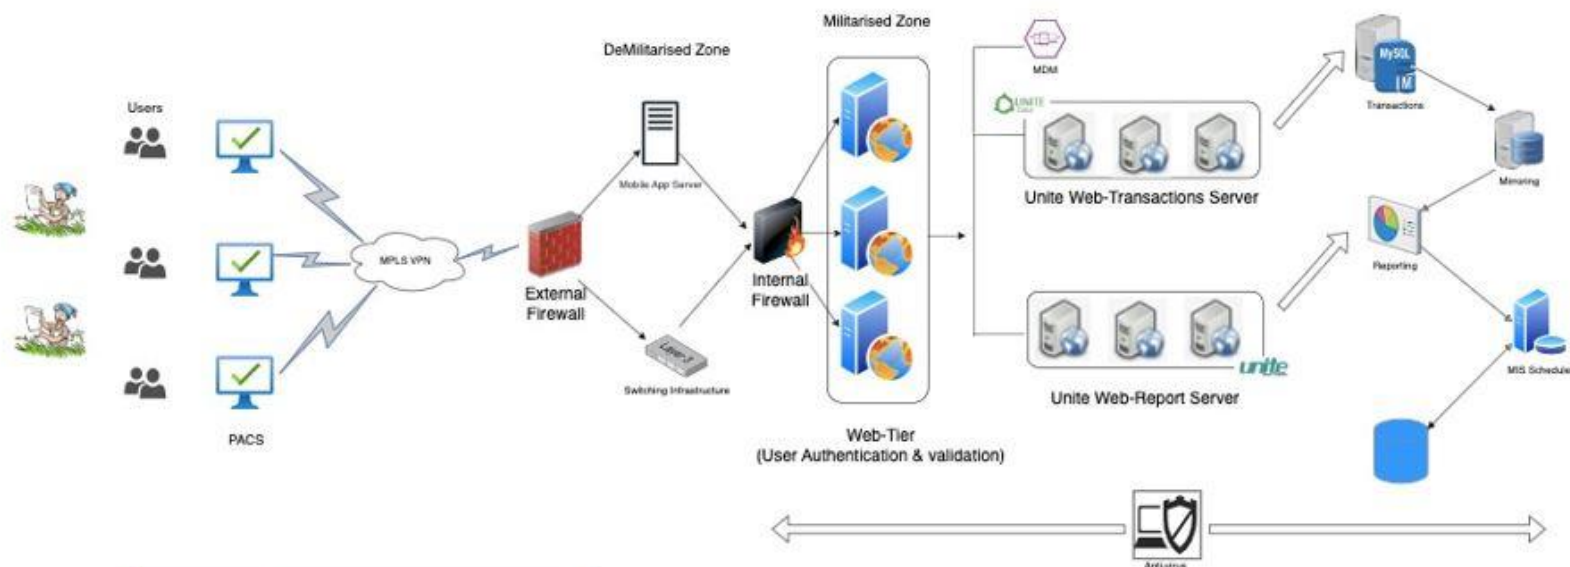 Militarised Zone
DeMilitarised Zone
Users
MySQL
MDM
UNITE
Transactions
Mobile App Server
Mirroring
Unite Web-Transactions Server
MPLS VPN
Reporting
External
Firewall
Internal
Firewall
Layer 3
Switching Infrastructure
unite
MIS Schedule
Unite Web-Report Server
PACS
Web-Tier
(User Authentication & validation)
Antivirus